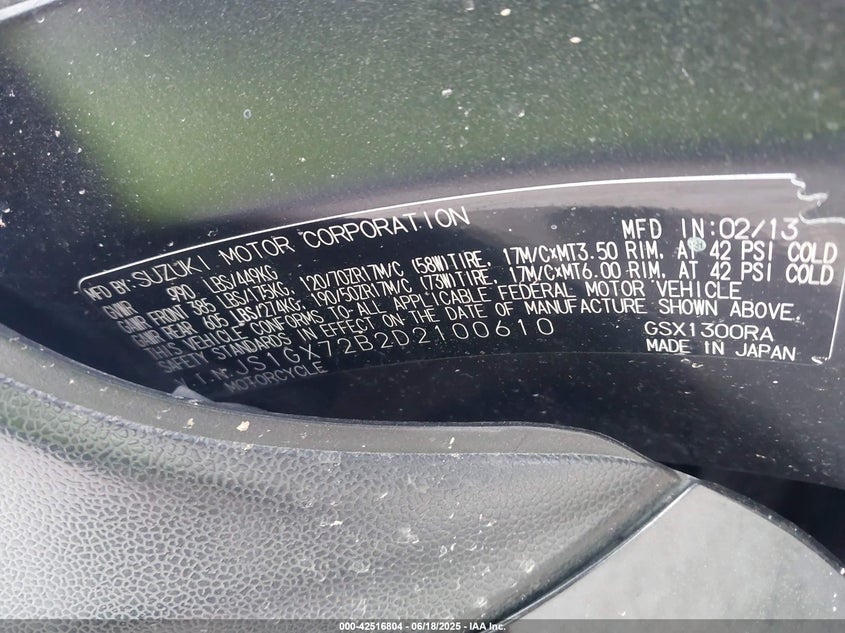 MFD BY:SUZUKI MOTOR CORPORATION MFD IN:02/13
GVWR 990 LBS/449KG
GAWR FRONT 385 LBS/175KG, 120/70ZR17M/C (58W)TIRE, 17M/C×MT3.50 RIM, AT 42 PSI COLD
GAWR REAR 605 LBS/274KG, 190/50ZR17M/C (73W)TIRE, 17M/C×MT6.00 RIM, AT 42 PSI COLD
THIS VEHICLE CONFORMS TO ALL APPLICABLE FEDERAL MOTOR VEHICLE
SAFETY STANDARDS IN EFFECT ON THE DATE OF MANUFACTURE SHOWN ABOVE.
V.I.Nº JS1GX72B2D2100610 GSX1300RA
MOTORCYCLE MADE IN JAPAN
000-42516804 | 06/18/2025 - IAA Inc.